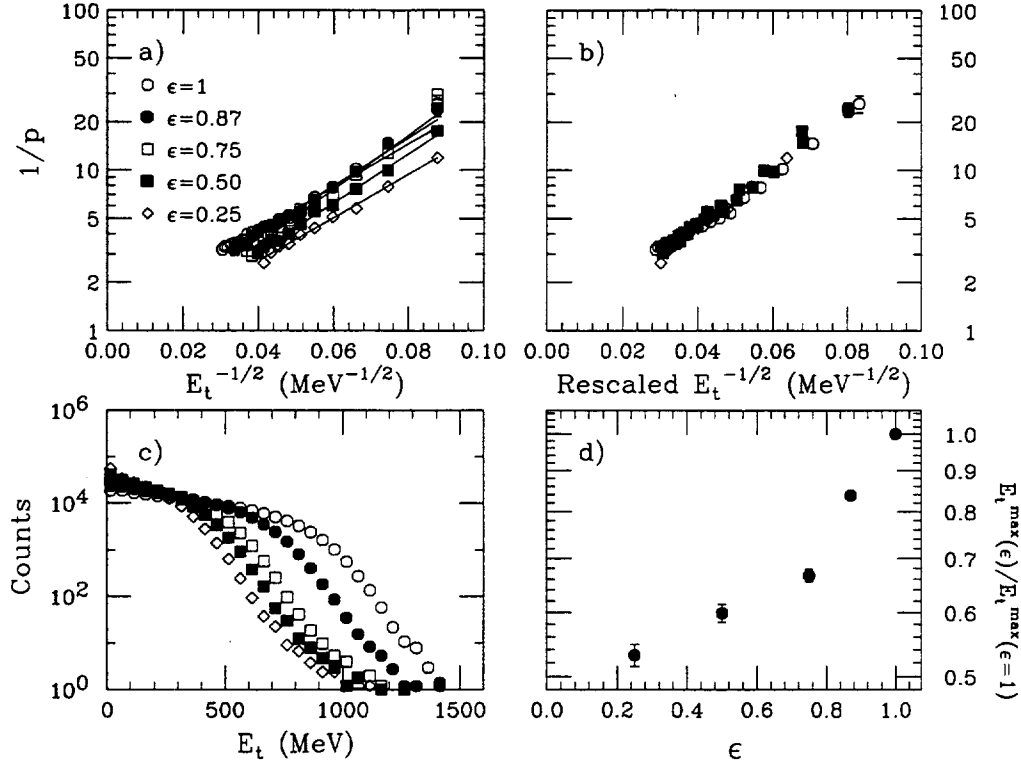 100
50
20
10
5
2
1
1/p
a)
ϵ=1
ϵ=0.87
ϵ=0.75
ϵ=0.50
ϵ=0.25
0.00 0.02 0.04 0.06 0.08 0.10
E_t^{-1/2} (MeV^{-1/2})
b)
100
50
20
10
5
2
1
0.00 0.02 0.04 0.06 0.08 0.10
Rescaled E_t^{-1/2} (MeV^{-1/2})
10^6
10^4
10^2
10^0
Counts
c)
0 500 1000 1500
E_t (MeV)
d)
1.0
0.9
0.8
0.7
0.6
0.5
E_t^{max}(ϵ)/E_t^{max}(ϵ=1)
0.0 0.2 0.4 0.6 0.8 1.0
ϵ